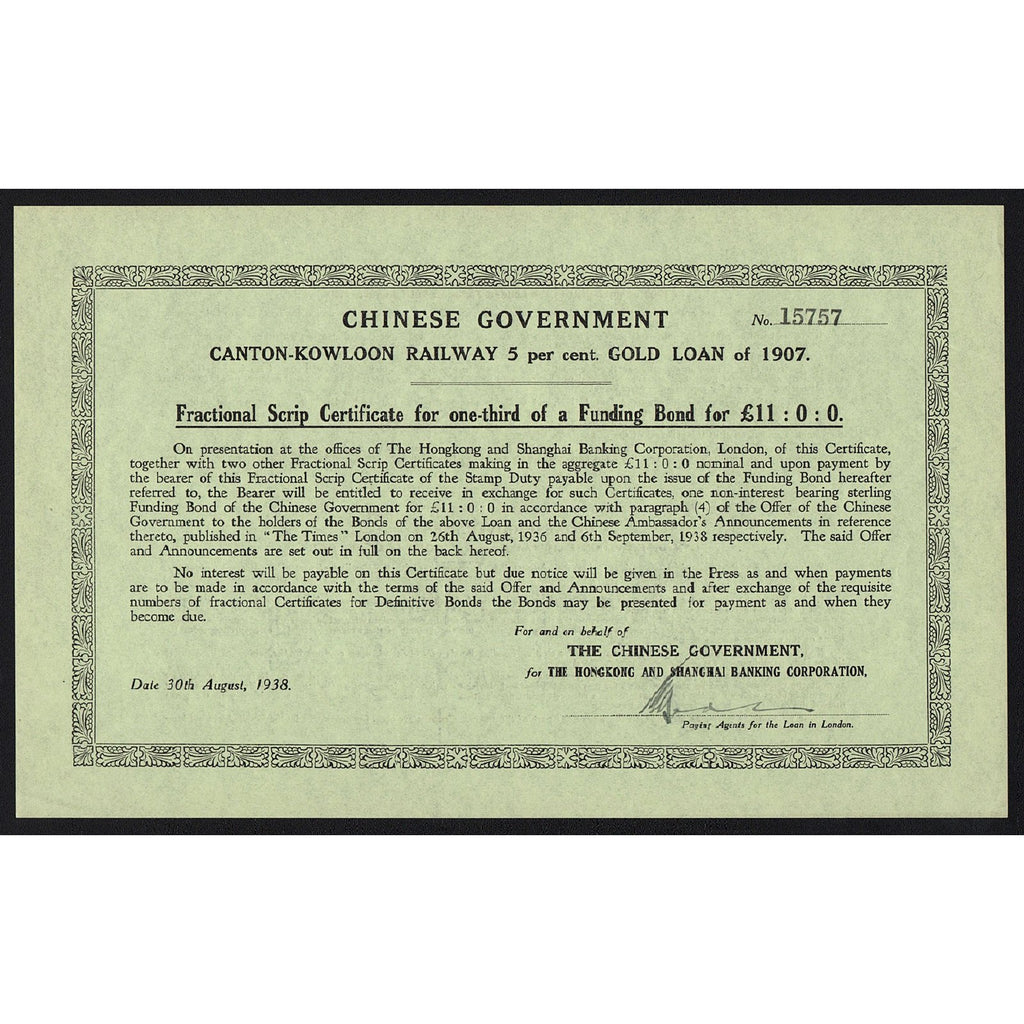 CHINESE GOVERNMENT
No. 15757
CANTON-KOWLOON RAILWAY 5 per cent. GOLD LOAN of 1907.
Fractional Scrip Certificate for one-third of a Funding Bond for £11 : 0 : 0.
On presentation at the offices of The Hongkong and Shanghai Banking Corporation, London, of this Certificate,
together with two other Fractional Scrip Certificates making in the aggregate £11 : 0 : 0 nominal and upon payment by
the bearer of this Fractional Scrip Certificate of the Stamp Duty payable upon the issue of the Funding Bond hereafter
referred to, the Bearer will be entitled to receive in exchange for such Certificates, one non-interest bearing sterling
Funding Bond of the Chinese Government for £11 : 0 : 0 in accordance with paragraph (4) of the Offer of the Chinese
Government to the holders of the Bonds of the above Loan and the Chinese Ambassador's Announcements in reference
thereto, published in "The Times" London on 26th August, 1936 and 6th September, 1938 respectively. The said Offer
and Announcements are set out in full on the back hereof.
No interest will be payable on this Certificate but due notice will be given in the Press as and when payments
are to be made in accordance with the terms of the said Offer and Announcements and after exchange of the requisite
numbers of fractional Certificates for Definitive Bonds the Bonds may be presented for payment as and when they
become due.
For and on behalf of
THE CHINESE GOVERNMENT,
for THE HONGKONG AND SHANGHAI BANKING CORPORATION,
Date 30th August, 1938.
Paying Agents for the Loan in London.